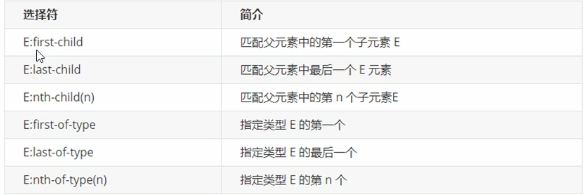 选择符 简介
E:first-child 匹配父元素中的第一个子元素 E
E:last-child 匹配父元素中最后一个 E 元素
E:nth-child(n) 匹配父元素中的第 n 个子元素E
E:first-of-type 指定类型 E 的第一个
E:last-of-type 指定类型 E 的最后一个
E:nth-of-type(n) 指定类型 E 的第 n 个